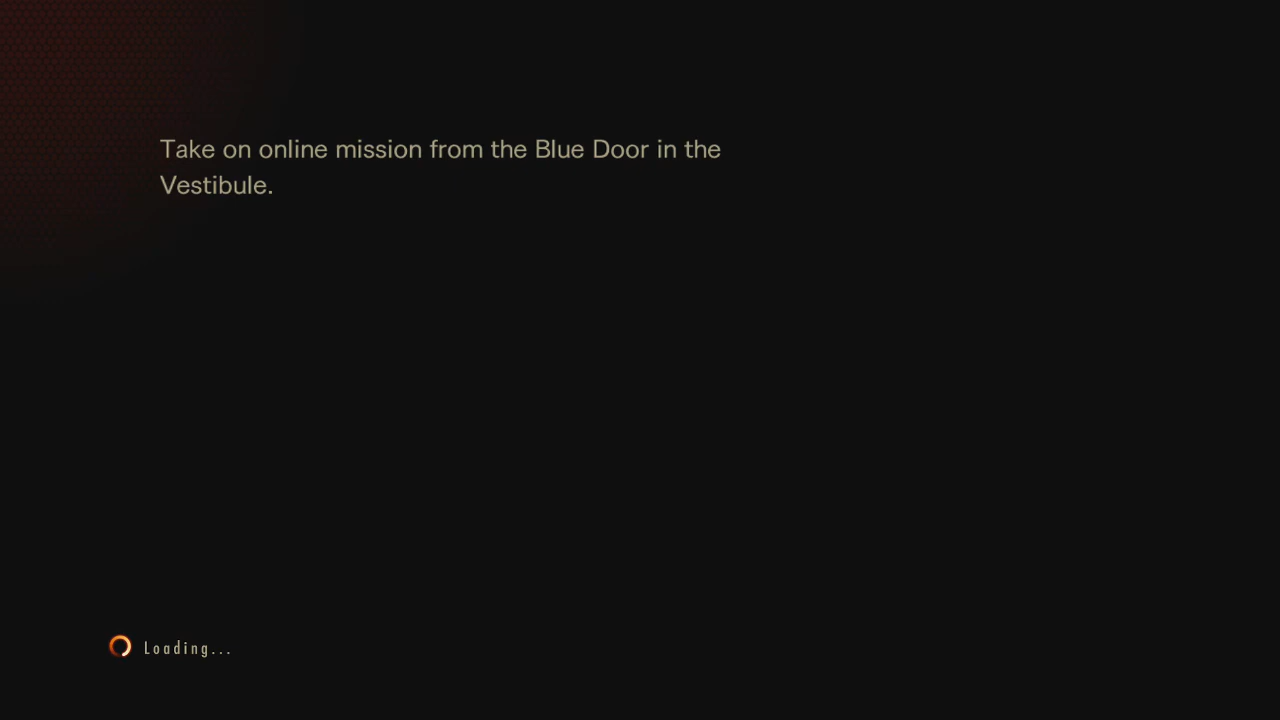 Take on online mission from the Blue Door in the
Vestibule.
Loading...